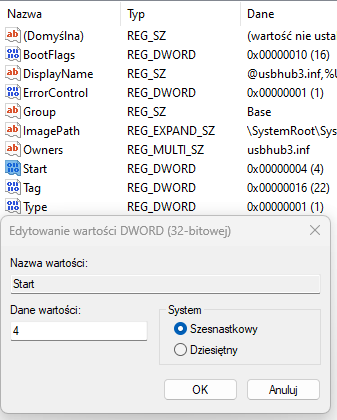 Nazwa Typ Dane
(Domyślna) REG_SZ (wartość nie usta
BootFlags REG_DWORD 0x00000010 (16)
DisplayName REG_SZ @usbhub3.inf,%U
ErrorControl REG_DWORD 0x00000001 (1)
Group REG_SZ Base
ImagePath REG_EXPAND_SZ \SystemRoot\Sys
Owners REG_MULTI_SZ usbhub3.inf
Start REG_DWORD 0x00000004 (4)
Tag REG_DWORD 0x00000016 (22)
Type REG_DWORD 0x00000001 (1)
Edytowanie wartości DWORD (32-bitowej)
Nazwa wartości:
Start
Dane wartości: System
4 Szesnastkowy
Dziesiętny
OK Anuluj